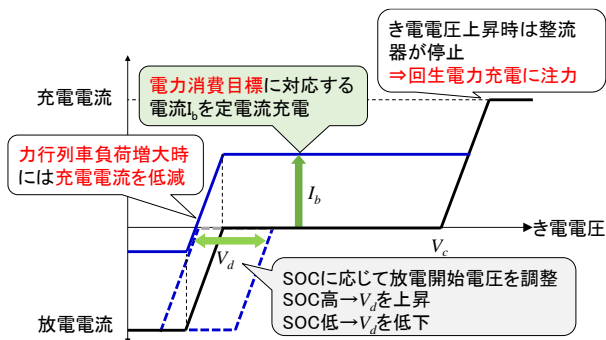 き電電圧上昇時は整流
器が停止
⇒回生電力充電に注力
電力消費目標に対応する
電流Ibを定電流充電
充電電流
力行列車負荷増大時
には充電電流を低減
Ib
き電電圧
Vd
Vc
SOCに応じて放電開始電圧を調整
SOC高→Vdを上昇
SOC低→Vdを低下
放電電流